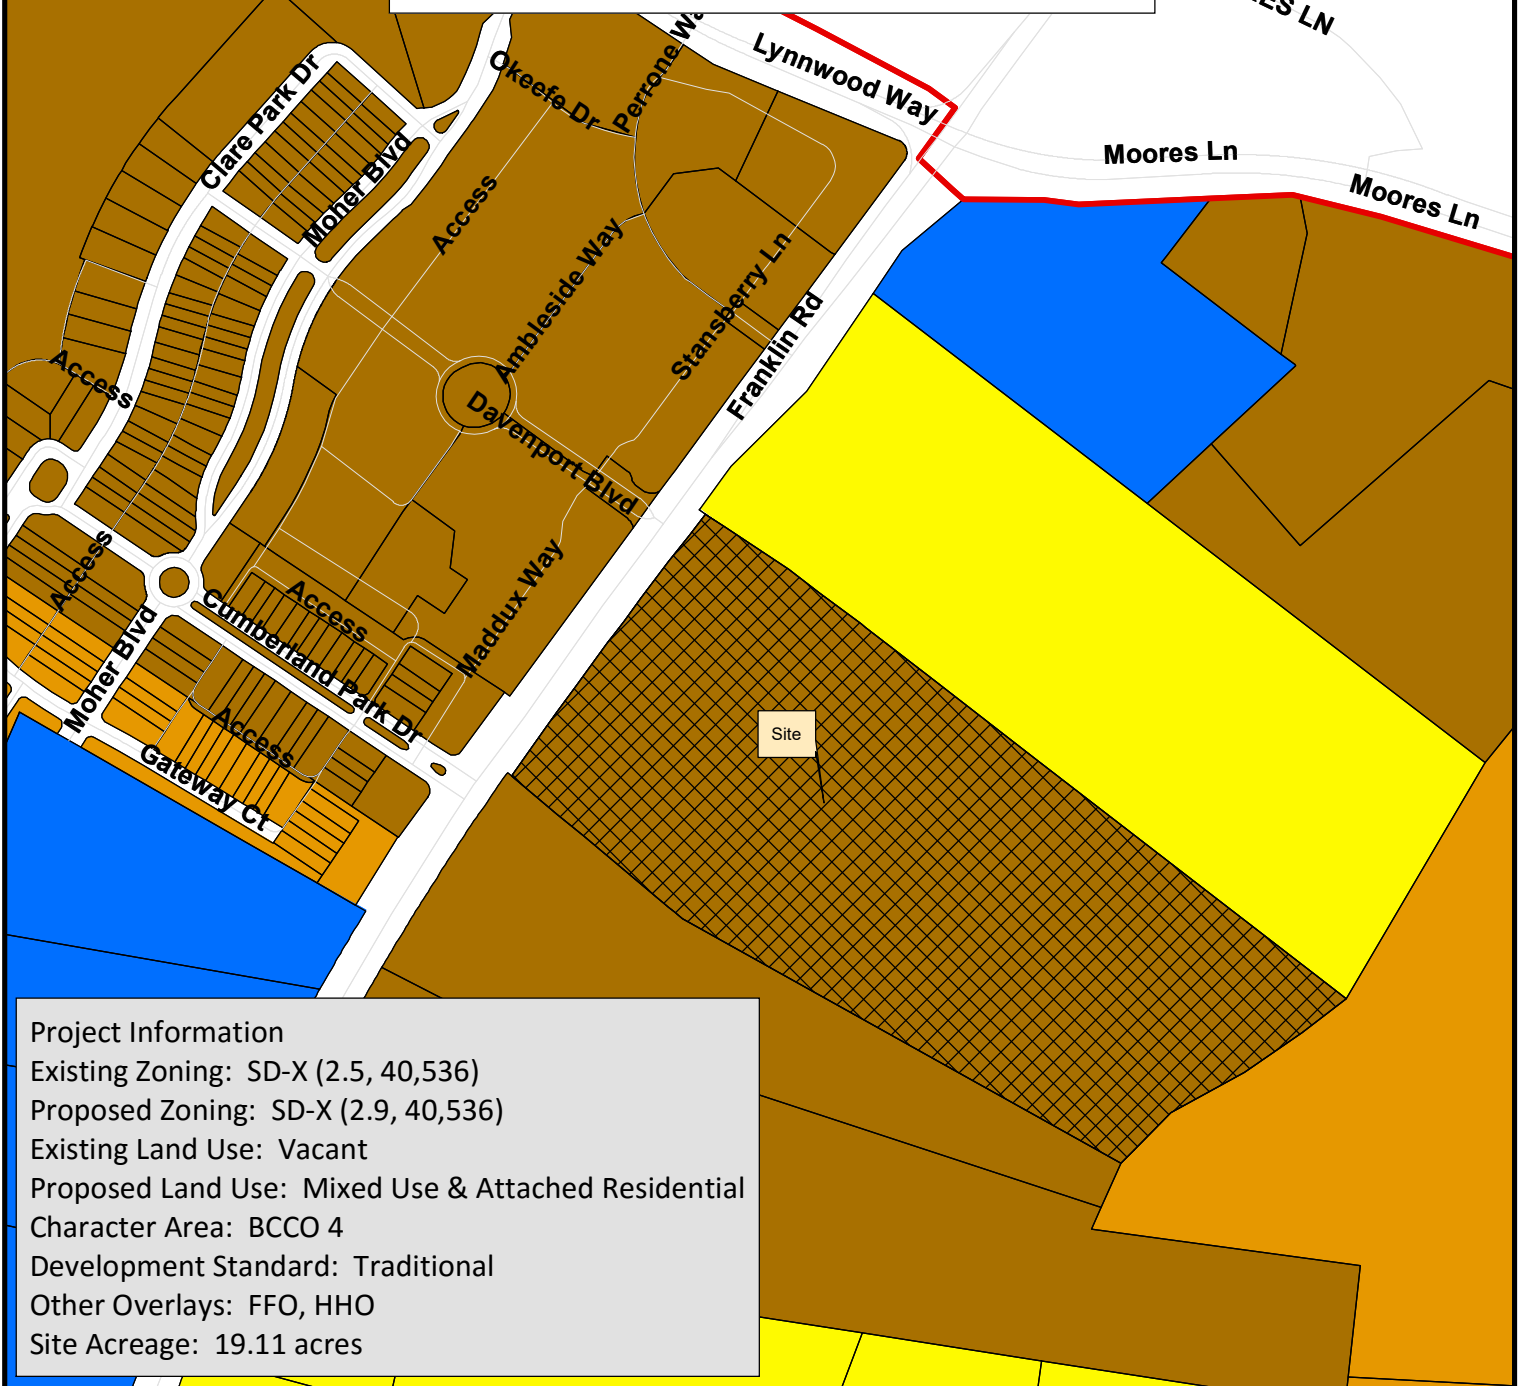 Lynnwood Way
Moores Ln
Moores Ln
Okeefe Dr
Clare Park Dr
Moher Blvd
Access
Ambleside Way
Stansberry Ln
Franklin Rd
Access
Davenport Blvd
Access
Access
Maddux Way
Cumberland Park Dr
Moher Blvd
Access
Gateway Ct
Site
Project Information
Existing Zoning: SD-X (2.5, 40,536)
Proposed Zoning: SD-X (2.9, 40,536)
Existing Land Use: Vacant
Proposed Land Use: Mixed Use & Attached Residential
Character Area: BCCO 4
Development Standard: Traditional
Other Overlays: FFO, HHO
Site Acreage: 19.11 acres